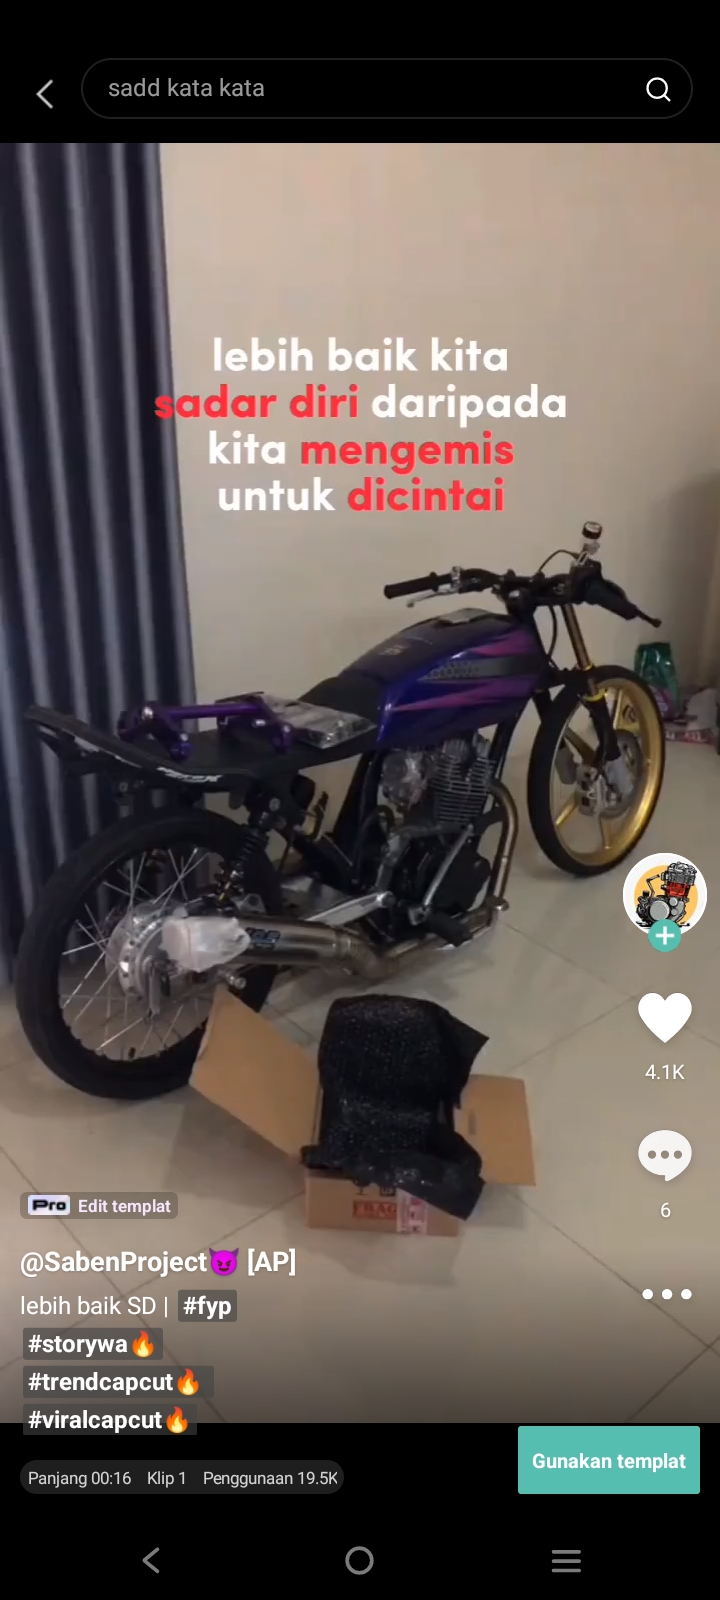 sadd kata kata
lebih baik kita
sadar diri daripada
kita mengemis
untuk dicintai
4.1K
6
Pro Edit templat
@SabenProject😈 [AP]
lebih baik SD | #fyp
#storywa🔥
#trendcapcut🔥
#viralcapcut🔥
Panjang 00:16 Klip 1 Penggunaan 19.5K
Gunakan templat